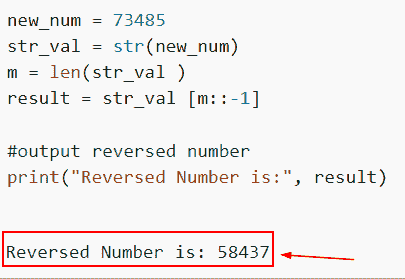 new_num = 73485
str_val = str(new_num)
m = len(str_val )
result = str_val [m::-1]
#output reversed number
print("Reversed Number is:", result)
Reversed Number is: 58437